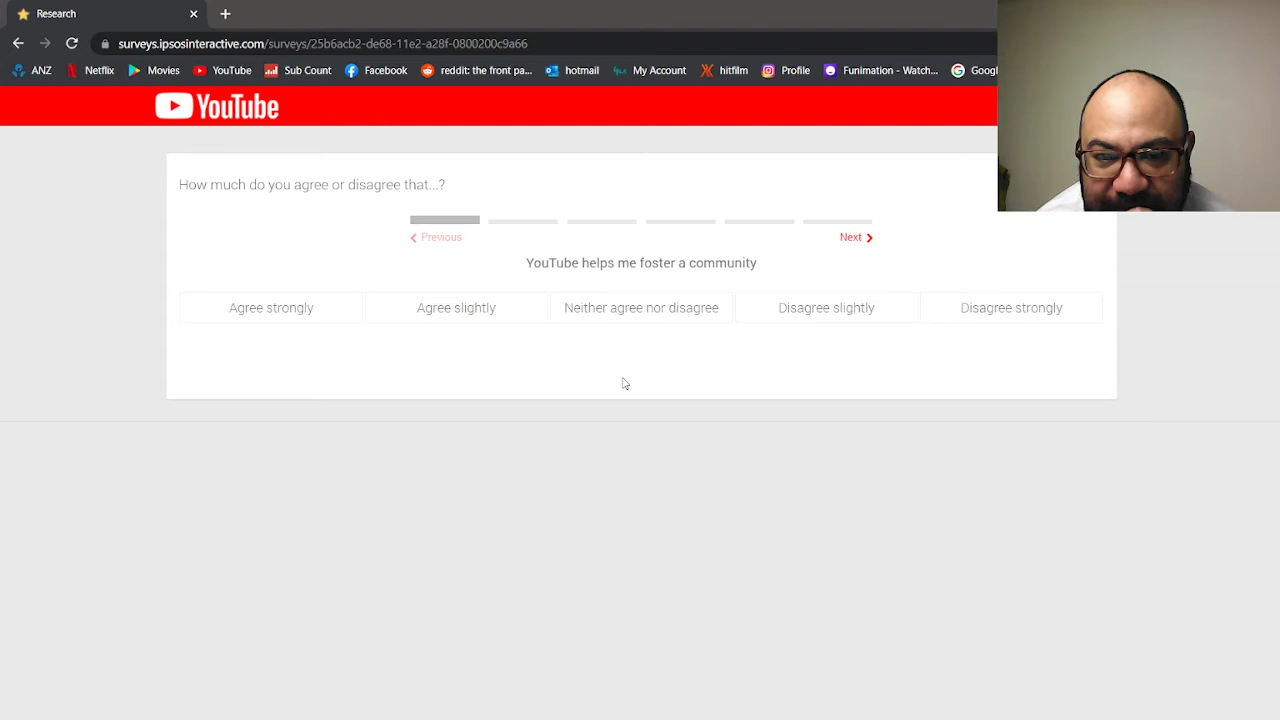 Research
surveys.ipsosinteractive.com/surveys/25b6acb2-de68-11e2-a28f-0800200c9a66
ANZ Netflix Movies YouTube Sub Count Facebook reddit: the front pa... hotmail My Account hitfilm Profile Funimation - Watch... Googl
YouTube
How much do you agree or disagree that...?
Previous Next
YouTube helps me foster a community
Agree strongly Agree slightly Neither agree nor disagree Disagree slightly Disagree strongly